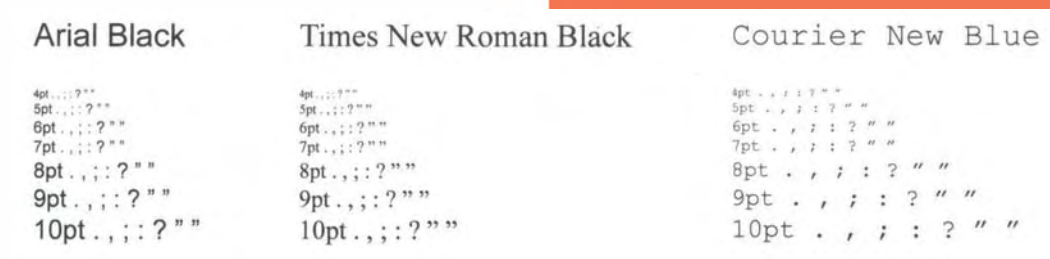 Arial Black
4pt . , ; : ? " "
5pt . , ; : ? " "
6pt . , ; : ? " "
7pt . , ; : ? " "
8pt . , ; : ? " "
9pt . , ; : ? " "
10pt . , ; : ? " "
Times New Roman Black
4pt . , ; : ? " "
5pt . , ; : ? " "
6pt . , ; : ? " "
7pt . , ; : ? ” ”
8pt . , ; : ? ” ”
9pt . , ; : ? ” ”
10pt . , ; : ? ” ”
Courier New Blue
4pt . , ; : ? " "
5pt . , ; : ? " "
6pt . , ; : ? " "
7pt . , ; : ? " "
8pt . , ; : ? " "
9pt . , ; : ? " "
10pt . , ; : ? " "